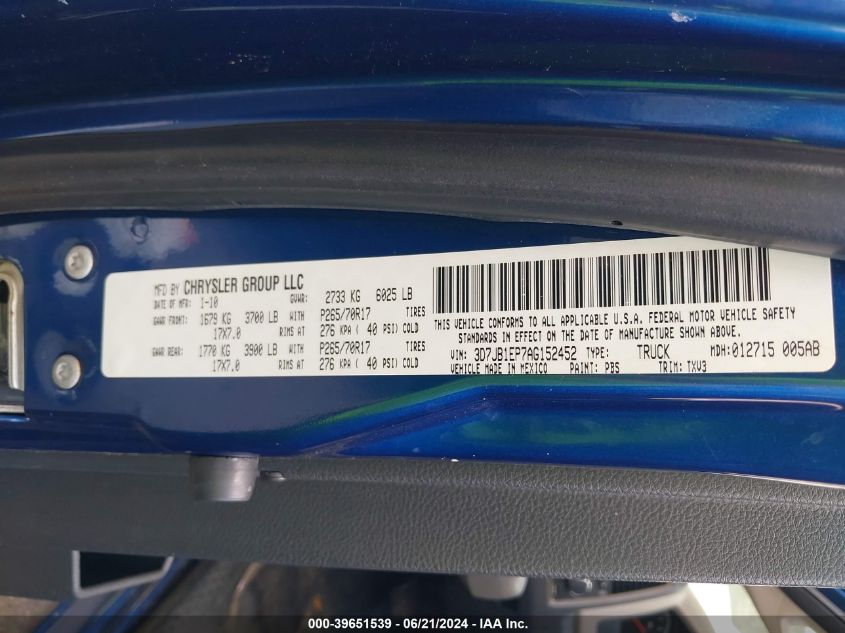 MFD BY CHRYSLER GROUP LLC
DATE OF MFR: 1-10 GVWR: 2733 KG 6025 LB
GAWR FRONT: 1679 KG 3700 LB WITH P265/70R17 TIRES
17X7.0 RIMS AT 276 KPA ( 40 PSI) COLD
GAWR REAR: 1770 KG 3900 LB WITH P265/70R17 TIRES
17X7.0 RIMS AT 276 KPA ( 40 PSI) COLD
THIS VEHICLE CONFORMS TO ALL APPLICABLE U.S.A. FEDERAL MOTOR VEHICLE SAFETY
STANDARDS IN EFFECT ON THE DATE OF MANUFACTURE SHOWN ABOVE.
VIN: 3D7JB1EP7AG152452 TYPE: TRUCK MDH:012715 005AB
VEHICLE MADE IN MEXICO PAINT: PBS TRIM: TXV3
000-39651539 - 06/21/2024 - IAA Inc.